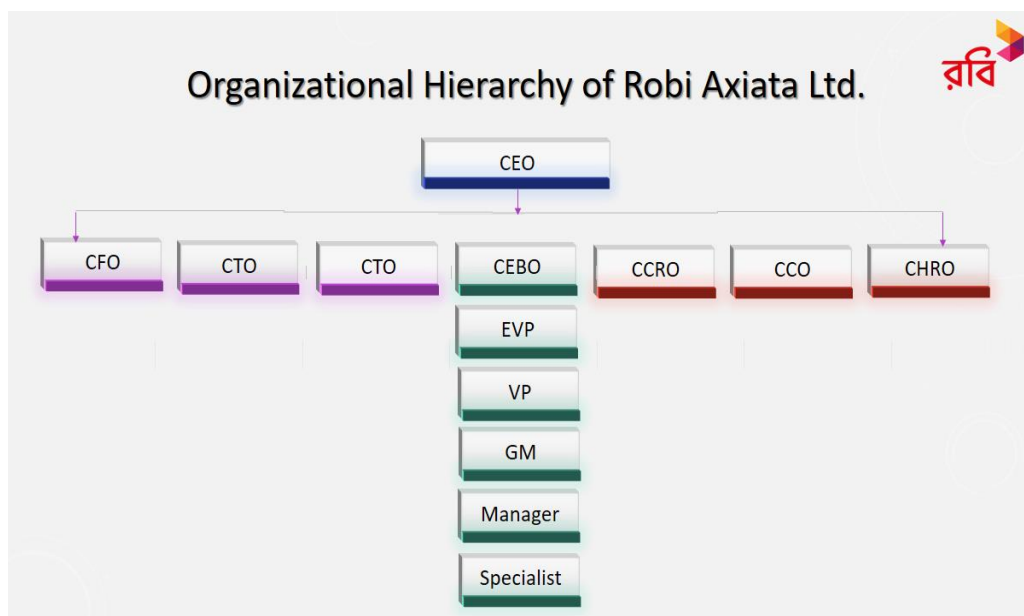 রবি
Organizational Hierarchy of Robi Axiata Ltd.
CEO
CFO
CTO
CTO
CEBO
CCRO
CCO
CHRO
EVP
VP
GM
Manager
Specialist